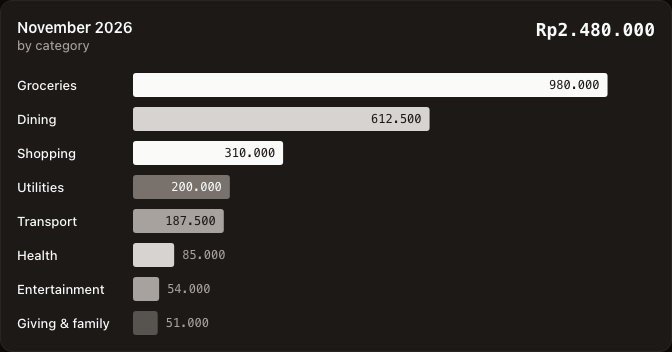 November 2026
Rp2.480.000
by category
Groceries 980.000
Dining 612.500
Shopping 310.000
Utilities 200.000
Transport 187.500
Health 85.000
Entertainment 54.000
Giving & family 51.000